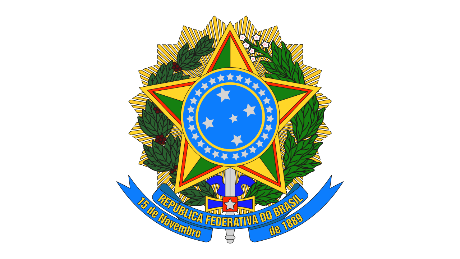 REPÚBLICA FEDERATIVA DO BRASIL
15 de Novembro de 1889